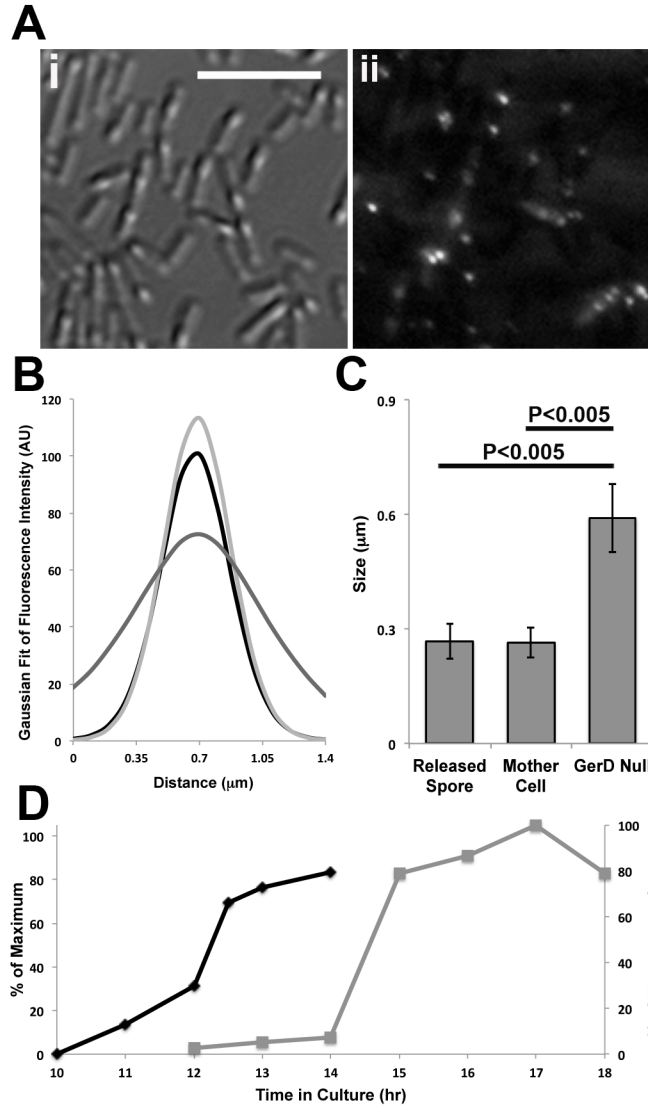 A
i
ii
B
Gaussian Fit of Fluorescence Intensity (AU)
120
100
80
60
40
20
0
0 0.35 0.7 1.05 1.4
Distance (μm)
C
Size (μm)
0.9
0.6
0.3
0
P<0.005
P<0.005
Released Mother GerD Null
Spore Cell
D
% of Maximum
100
80
60
40
20
0
100
80
60
40
20
0
10 11 12 13 14 15 16 17 18
Time in Culture (hr)